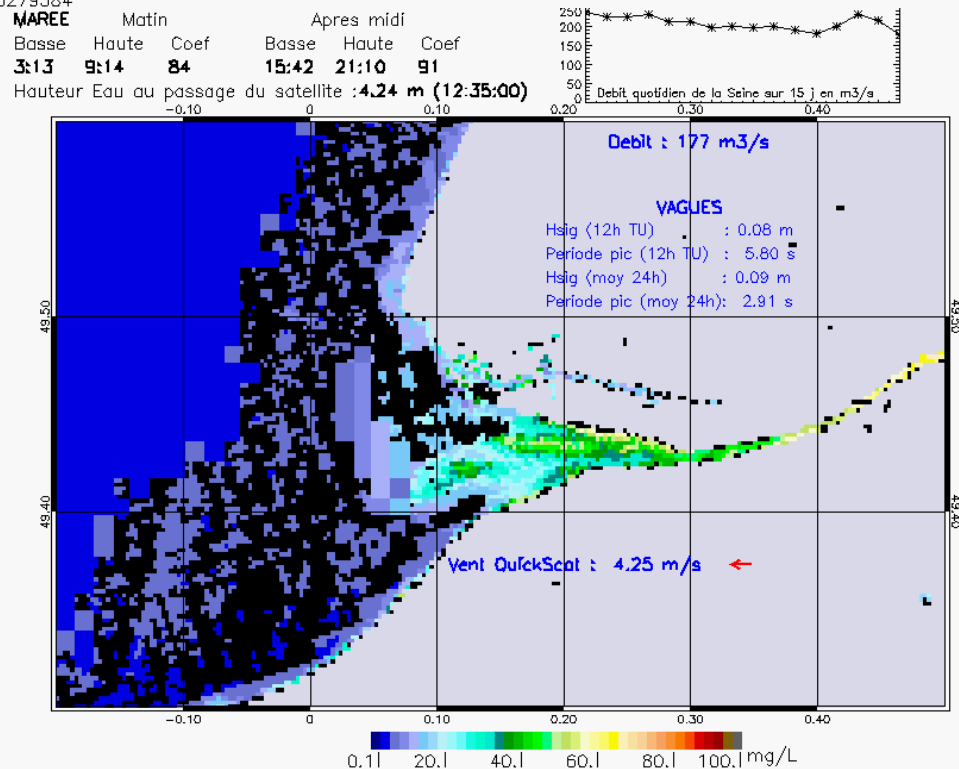 MAREE Matin Apres midi
Basse Haute Coef Basse Haute Coef
3:13 9:14 84 15:42 21:10 91
Hauteur Eau au passage du satellite :4.24 m (12:35:00)
250
200
150
100
50
0
Debit quotidien de la Seine sur 15 j en m3/s
-0.10 0 0.10 0.20 0.30 0.40
Debit : 177 m3/s
VAGUES
Hsig (12h TU) : 0.08 m
Periode pic (12h TU) : 5.80 s
Hsig (moy 24h) : 0.09 m
Periode pic (moy 24h): 2.91 s
49.50 49.50
49.40 49.40
Vent QuickScat : 4.25 m/s
-0.10 0 0.10 0.20 0.30 0.40
0.1| 20.| 40.| 60.| 80.| 100.| mg/L